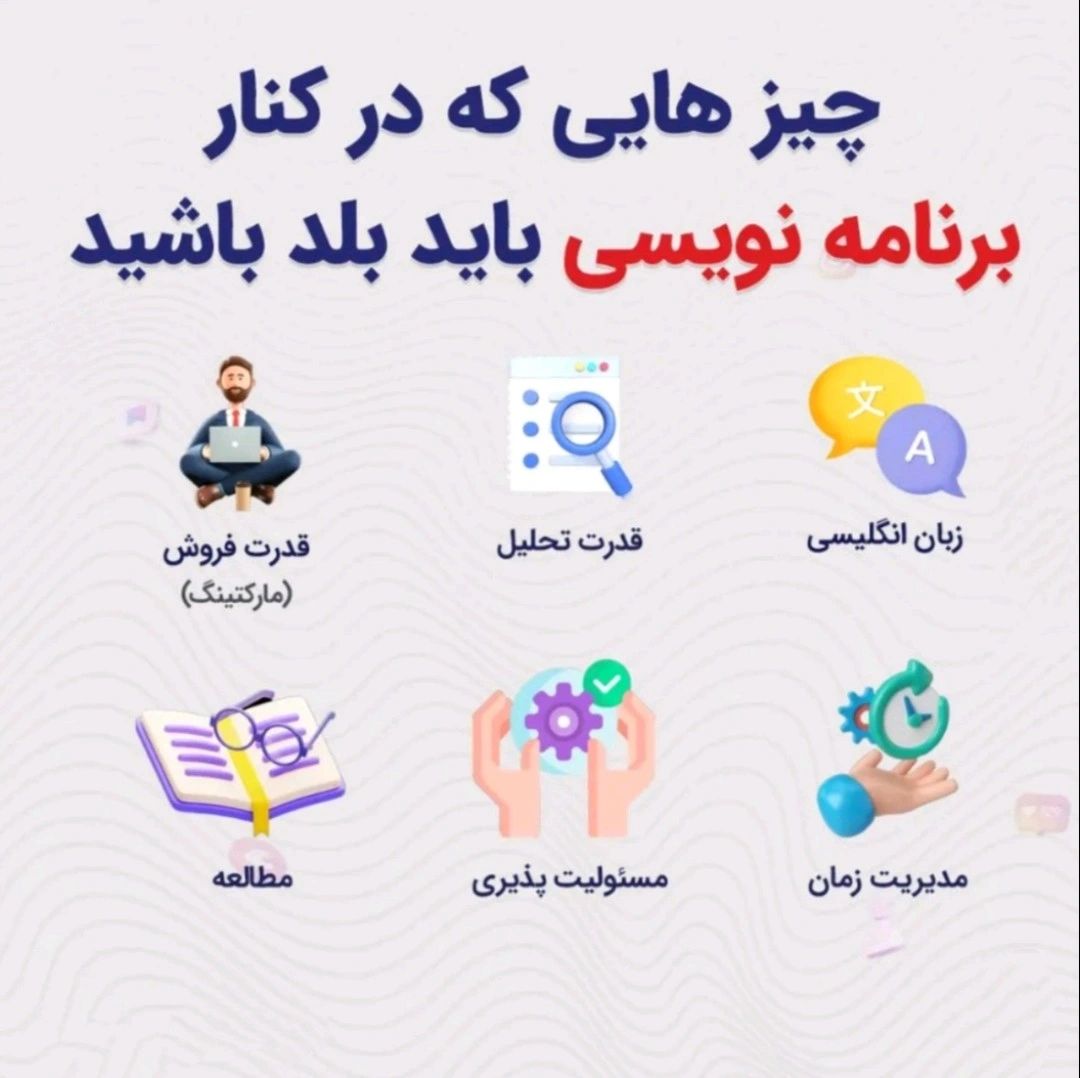 چیز هایی که در کنار
برنامه نویسی باید بلد باشید
زبان انگلیسی
قدرت تحلیل
قدرت فروش
(مارکتینگ)
مدیریت زمان
مسئولیت پذیری
مطالعه
文
A